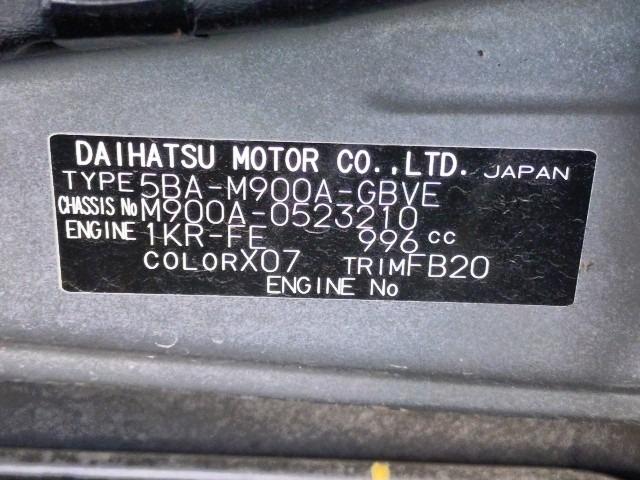 DAIHATSU MOTOR CO.,LTD. JAPAN
TYPE 5BA-M900A-GBVE
CHASSIS No M900A-0523210
ENGINE 1KR-FE 996 cc
COLOR X07 TRIM FB20
ENGINE No